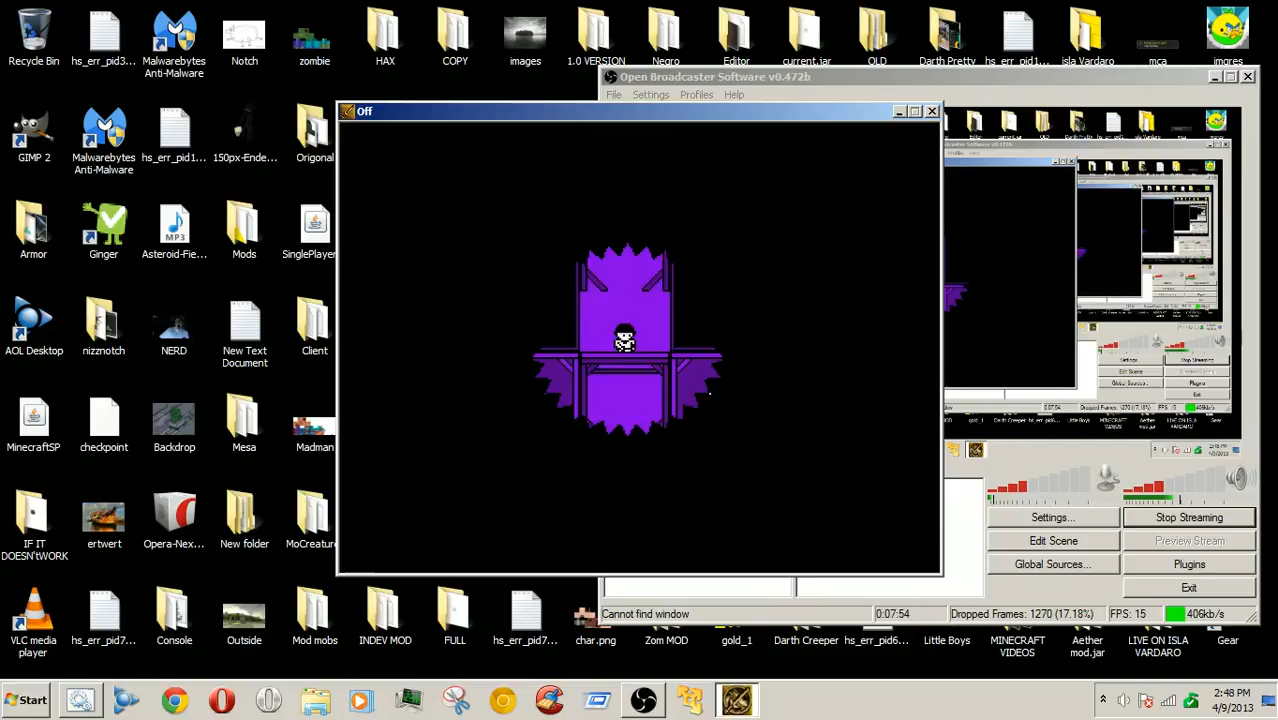 Recycle Bin
hs_err_pid3...
Malwarebytes
Anti-Malware
Notch
zombie
HAX
COPY
images
1.0 VERSION
Negro
Editor
current.jar
OLD
Darth Pretty
hs_err_pid1...
isla Vardaro
mca
imgres
Open Broadcaster Software v0.472b
File Settings Profiles Help
Off
GIMP 2
Malwarebytes
Anti-Malware
hs_err_pid1...
150px-Ende...
Origonal
Armor
Ginger
Asteroid-Fie...
Mods
SinglePlayer
AOL Desktop
nizznotch
NERD
New Text
Document
Client
MinecraftSP
checkpoint
Backdrop
Mesa
Madman
IF IT
DOESN'tWORK
ertwert
Opera-Nex...
New folder
MoCreature
Settings...
Stop Streaming
Edit Scene
Preview Stream
Global Sources...
Plugins
Exit
Cannot find window
0:07:54
Dropped Frames: 1270 (17.18%)
FPS: 15
406kb/s
VLC media
player
hs_err_pid7...
Console
Outside
Mod mobs
INDEV MOD
FULL
hs_err_pid7...
char.png
Zom MOD
gold_1
Darth Creeper
hs_err_pid6...
Little Boys
MINECRAFT
VIDEOS
Aether
mod.jar
LIVE ON ISLA
VARDARO
Gear
Start
2:48 PM
4/9/2013